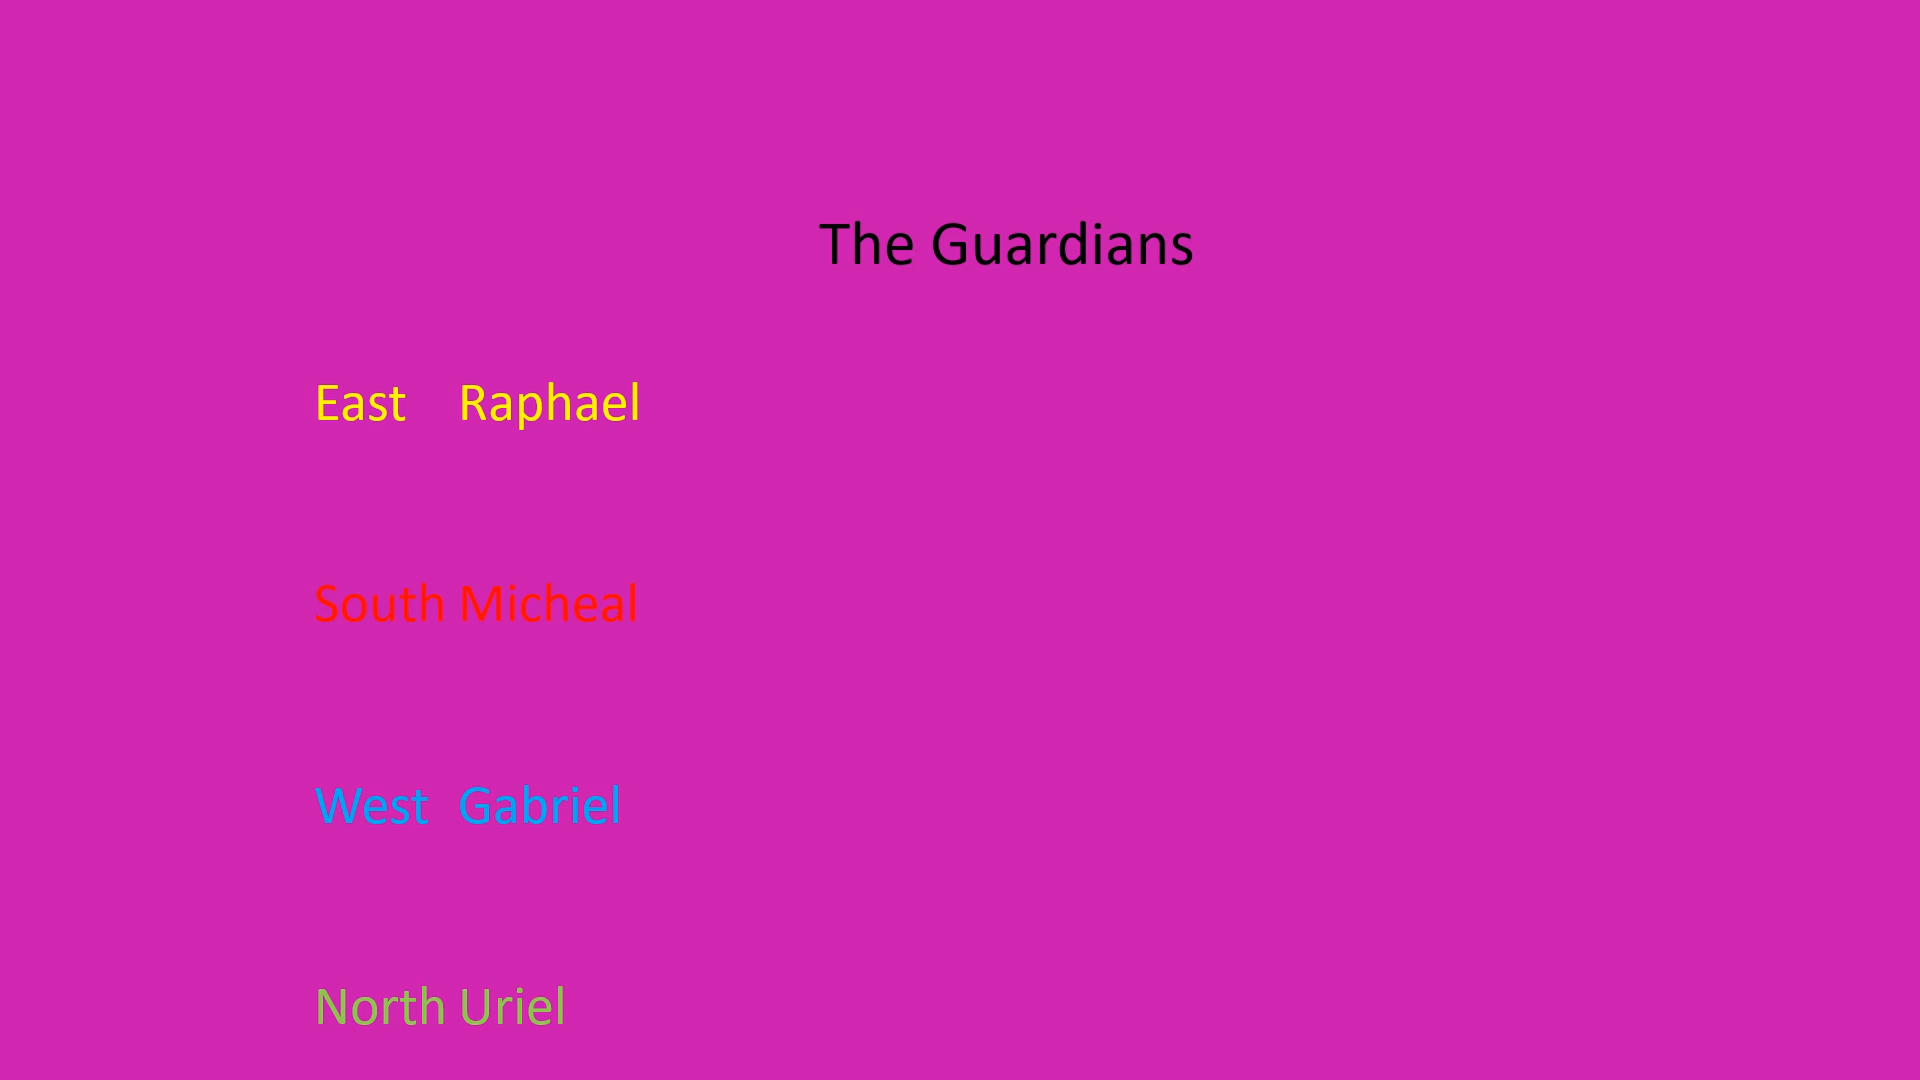 The Guardians
East Raphael
South Micheal
West Gabriel
North Uriel